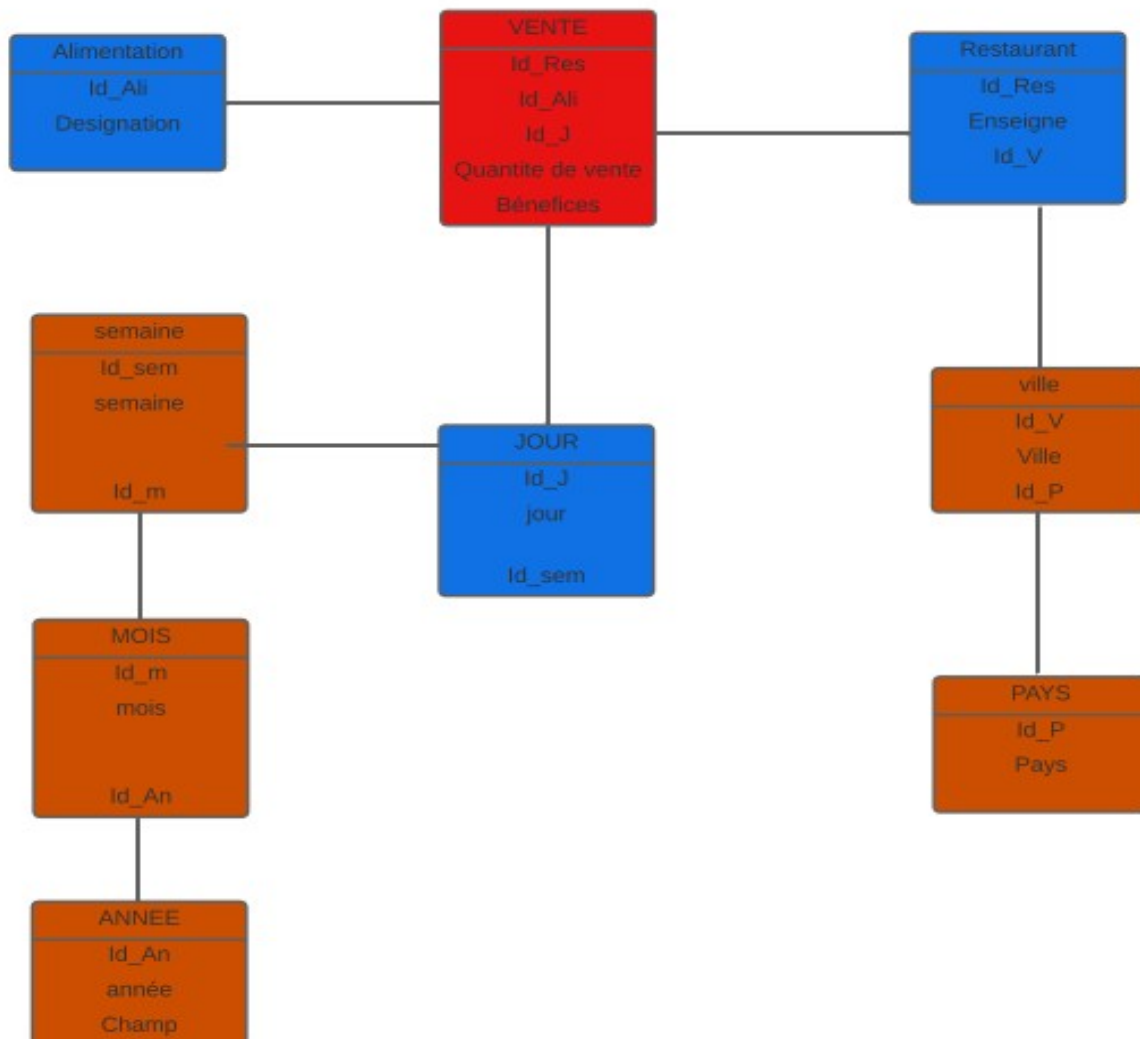 Alimentation
Id_Ali
Designation
VENTE
Id_Res
Id_Ali
Id_J
Quantite de vente
Bénefices
Restaurant
Id_Res
Enseigne
Id_V
semaine
Id_sem
semaine
Id_m
JOUR
Id_J
jour
Id_sem
ville
Id_V
Ville
Id_P
MOIS
Id_m
mois
Id_An
PAYS
Id_P
Pays
ANNEE
Id_An
année
Champ